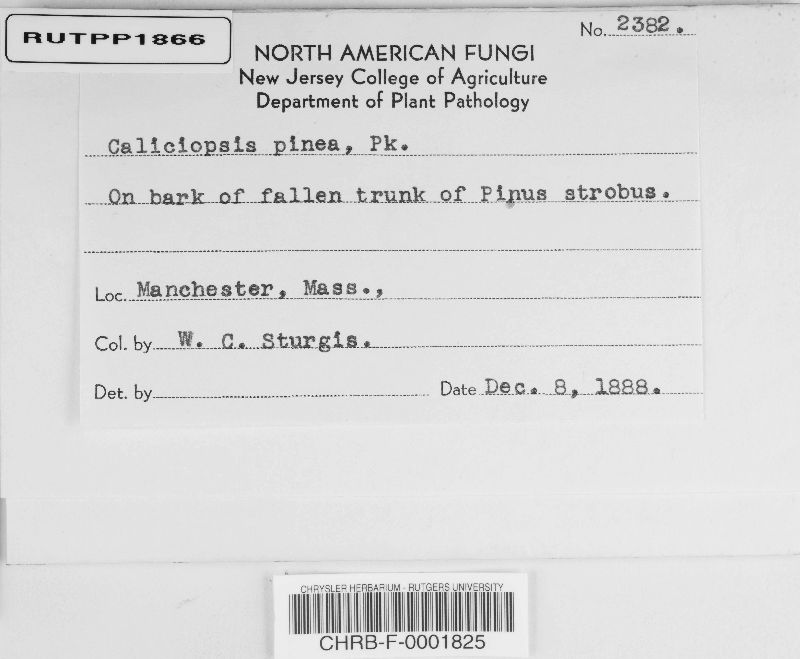 RUTPP1866
No. 2382.
NORTH AMERICAN FUNGI
New Jersey College of Agriculture
Department of Plant Pathology
Caliciopsis pinea, Pk.
On bark of fallen trunk of Pinus strobus.
Loc. Manchester, Mass.,
Col. by W. C. Sturgis.
Det. by Date Dec. 8, 1888.
CHRYSLER HERBARIUM - RUTGERS UNIVERSITY
CHRB-F-0001825